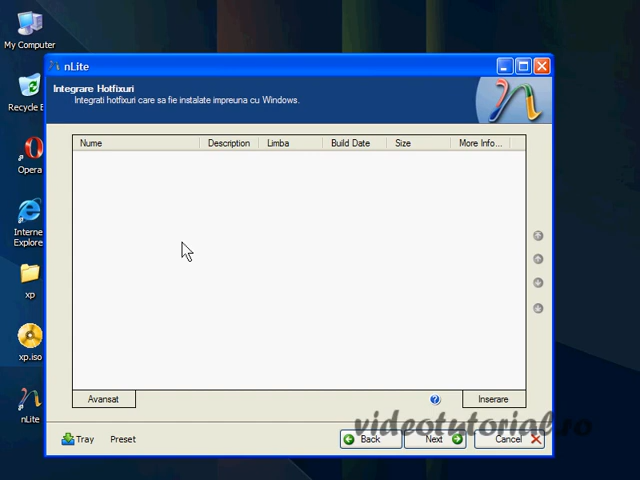 My Computer
nLite
Integrare Hotfixuri
Integrati hotfixuri care sa fie instalate impreuna cu Windows.
Recycle B
Nume Description Limba Build Date Size More Info...
Opera
Interne
Explore
xp
xp.iso
nLite
Avansat ? Inserare
Tray Preset Back Next Cancel
videotutorial.ro